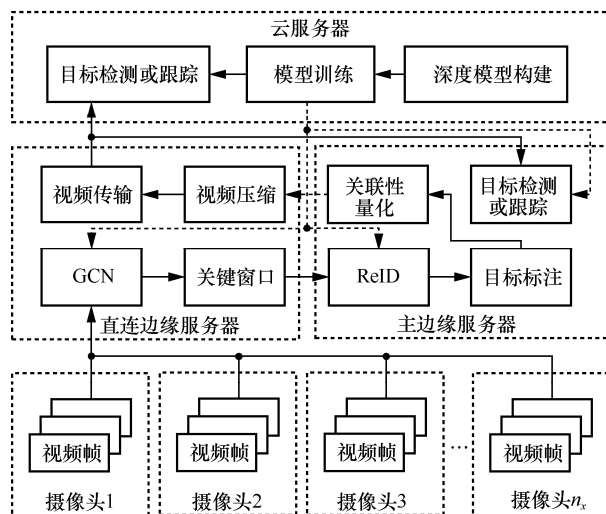 云服务器
目标检测或跟踪
模型训练
深度模型构建
视频传输
视频压缩
关联性
量化
目标检测
或跟踪
GCN
关键窗口
ReID
目标标注
直连边缘服务器
主边缘服务器
视频帧
视频帧
视频帧
…
视频帧
摄像头1
摄像头2
摄像头3
摄像头nx